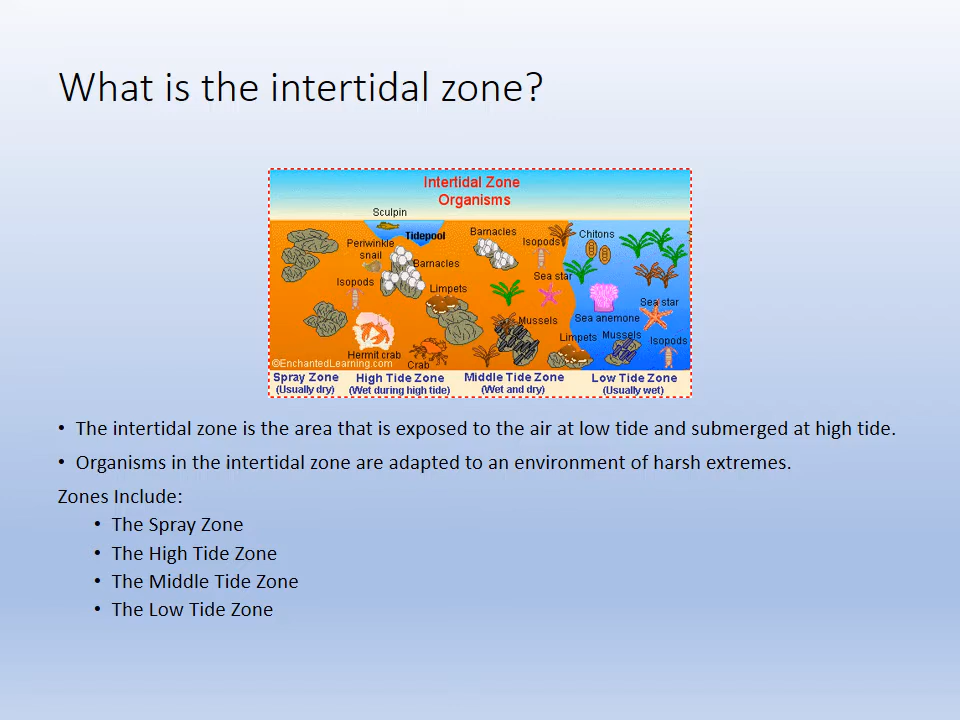 What is the intertidal zone?
Intertidal Zone
Organisms
Sculpin
Tidepool
Periwinkle
snail
Barnacles
Isopods
Limpets
Hermit crab
Crab
Barnacles
Isopods
Sea star
Mussels
Chitons
Sea anemone
Sea star
Limpets
Mussels
Isopods
©EnchantedLearning.com
Spray Zone
(Usually dry)
High Tide Zone
(Wet during high tide)
Middle Tide Zone
(Wet and dry)
Low Tide Zone
(Usually wet)
• The intertidal zone is the area that is exposed to the air at low tide and submerged at high tide.
• Organisms in the intertidal zone are adapted to an environment of harsh extremes.
Zones Include:
• The Spray Zone
• The High Tide Zone
• The Middle Tide Zone
• The Low Tide Zone